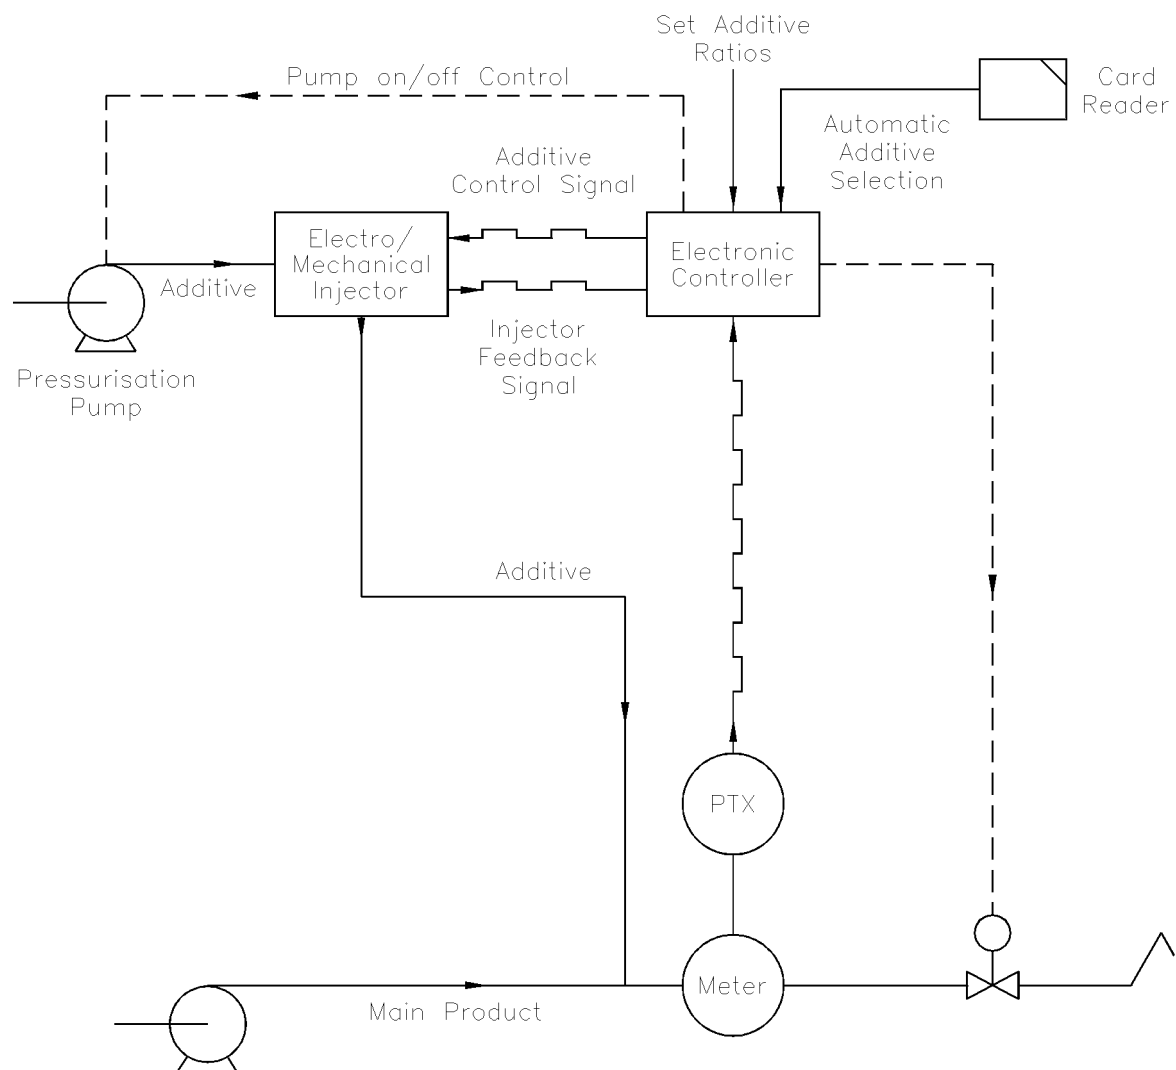 Set Additive
Ratios
Pump on/off Control
Card
Reader
Automatic
Additive
Selection
Additive
Control Signal
Electro/
Mechanical
Injector
Electronic
Controller
Additive
Injector
Feedback
Signal
Pressurisation
Pump
Additive
PTX
Meter
Main Product